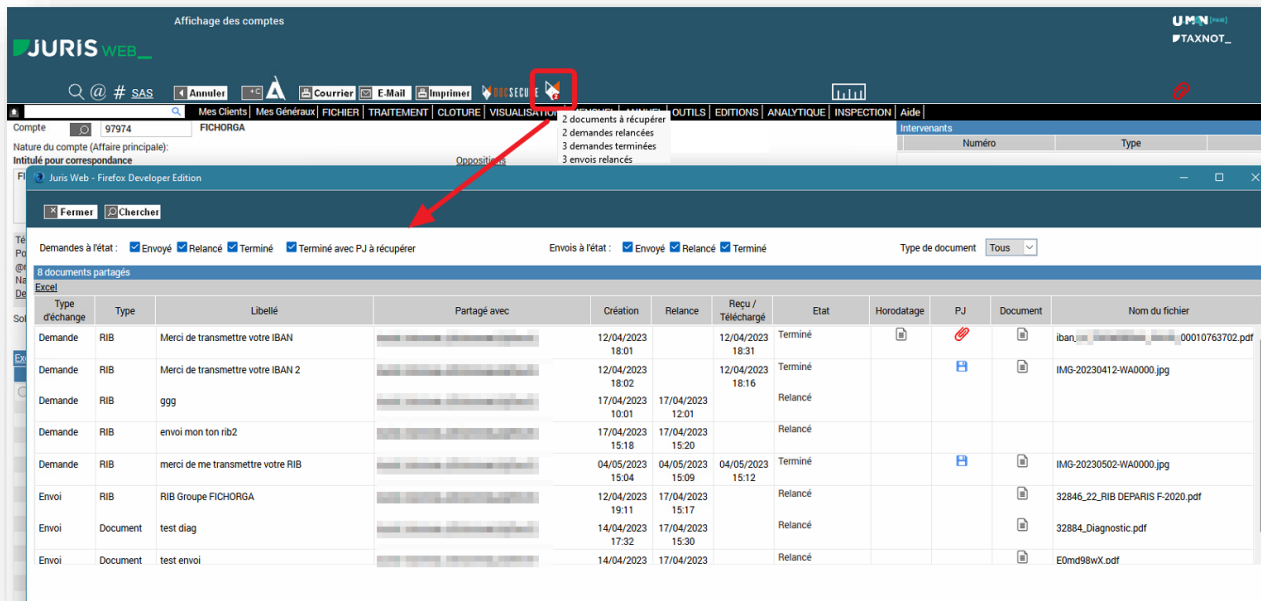 Affichage des comptes
UMAN (PAIR)
JURIS WEB_
TAXNOT_
@ # SAS Annuler +C Courrier E-Mail Imprimer DOCSECURE
Mes Clients | Mes Généraux | FICHIER | TRAITEMENT | CLOTURE | VISUALISATION OUTILS | EDITIONS | ANALYTIQUE | INSPECTION | Aide |
Compte 97974 FICHORGA
2 documents à récupérer
2 demandes relancées
3 demandes terminées
3 envois relancés
Intervenants
Numéro Type
Nature du compte (Affaire principale):
Intitulé pour correspondance
Oppositions
Juris Web - Firefox Developer Edition
Fermer Chercher
Demandes à l'état : Envoyé Relancé Terminé Terminé avec PJ à récupérer Envois à l'état : Envoyé Relancé Terminé Type de document Tous
8 documents partagés
Excel
Type d'échange Type Libellé Partagé avec Création Relance Reçu / Téléchargé Etat Horodatage PJ Document Nom du fichier
Demande RIB Merci de transmettre votre IBAN 12/04/2023 18:01 12/04/2023 18:31 Terminé iban_ 00010763702.pdf
Demande RIB Merci de transmettre votre IBAN 2 12/04/2023 18:02 12/04/2023 18:16 Terminé IMG-20230412-WA0000.jpg
Demande RIB ggg 17/04/2023 10:01 17/04/2023 12:01 Relancé
Demande RIB envoi mon ton rib2 17/04/2023 15:18 17/04/2023 15:20 Relancé
Demande RIB merci de me transmettre votre RIB 04/05/2023 15:04 04/05/2023 15:09 04/05/2023 15:12 Terminé IMG-20230502-WA0000.jpg
Envoi RIB RIB Groupe FICHORGA 12/04/2023 19:11 17/04/2023 15:17 Relancé 32846_22_RIB DEPARIS F-2020.pdf
Envoi Document test diag 14/04/2023 17:32 17/04/2023 15:30 Relancé 32884_Diagnostic.pdf
Envoi Document test envoi 14/04/2023 17/04/2023 Relancé E0md98wX.pdf